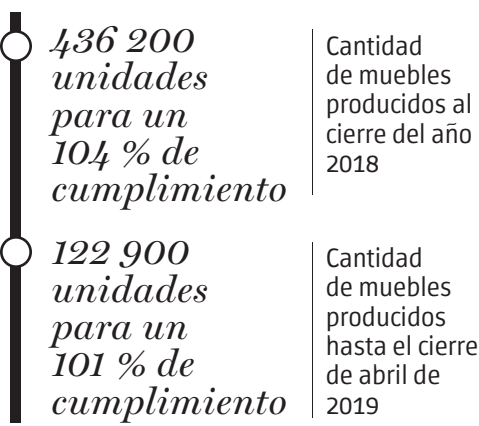 436 200
unidades
para un
104 % de
cumplimiento
Cantidad
de muebles
producidos al
cierre del año
2018
122 900
unidades
para un
101 % de
cumplimiento
Cantidad
de muebles
producidos
hasta el cierre
de abril de
2019